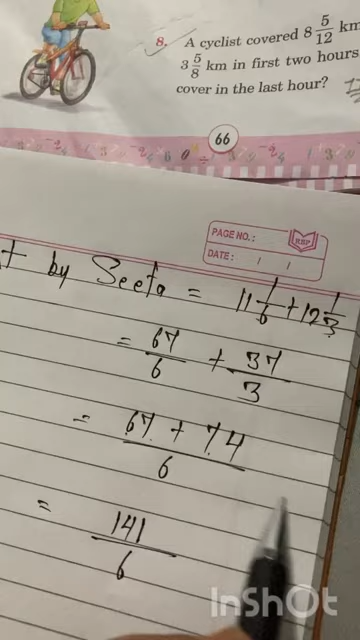 8. A cyclist covered 8 5/12 km
3 5/8 km in first two hours
cover in the last hour?
66
PAGE NO.:
RBP
DATE: / /
by Seeta = 11 1/6 + 12 1/3
= 67/6 + 37/3
= 67 + 74 / 6
= 141/6
InShOt